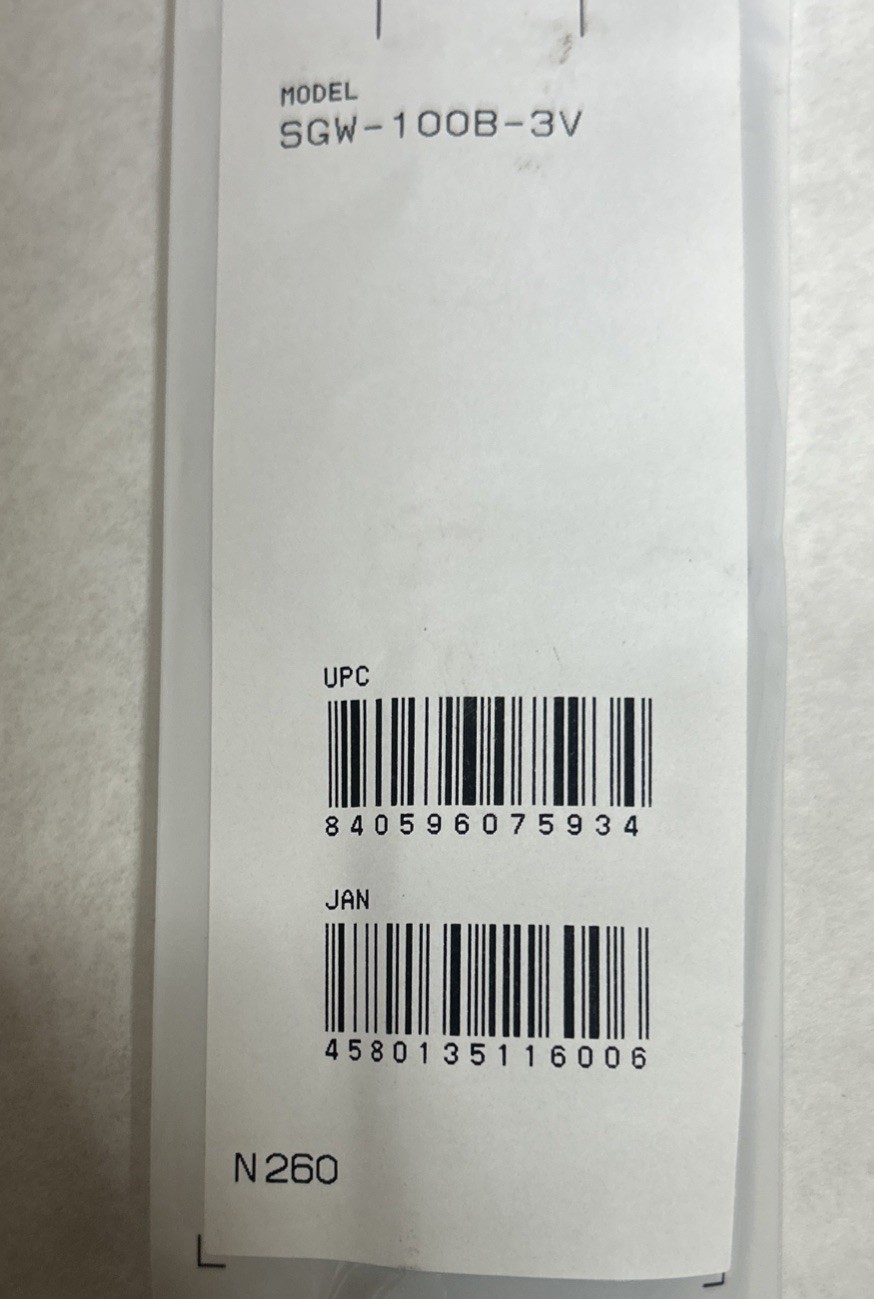 MODEL
SGW-100B-3V
UPC
840596075934
JAN
4580135116006
N260